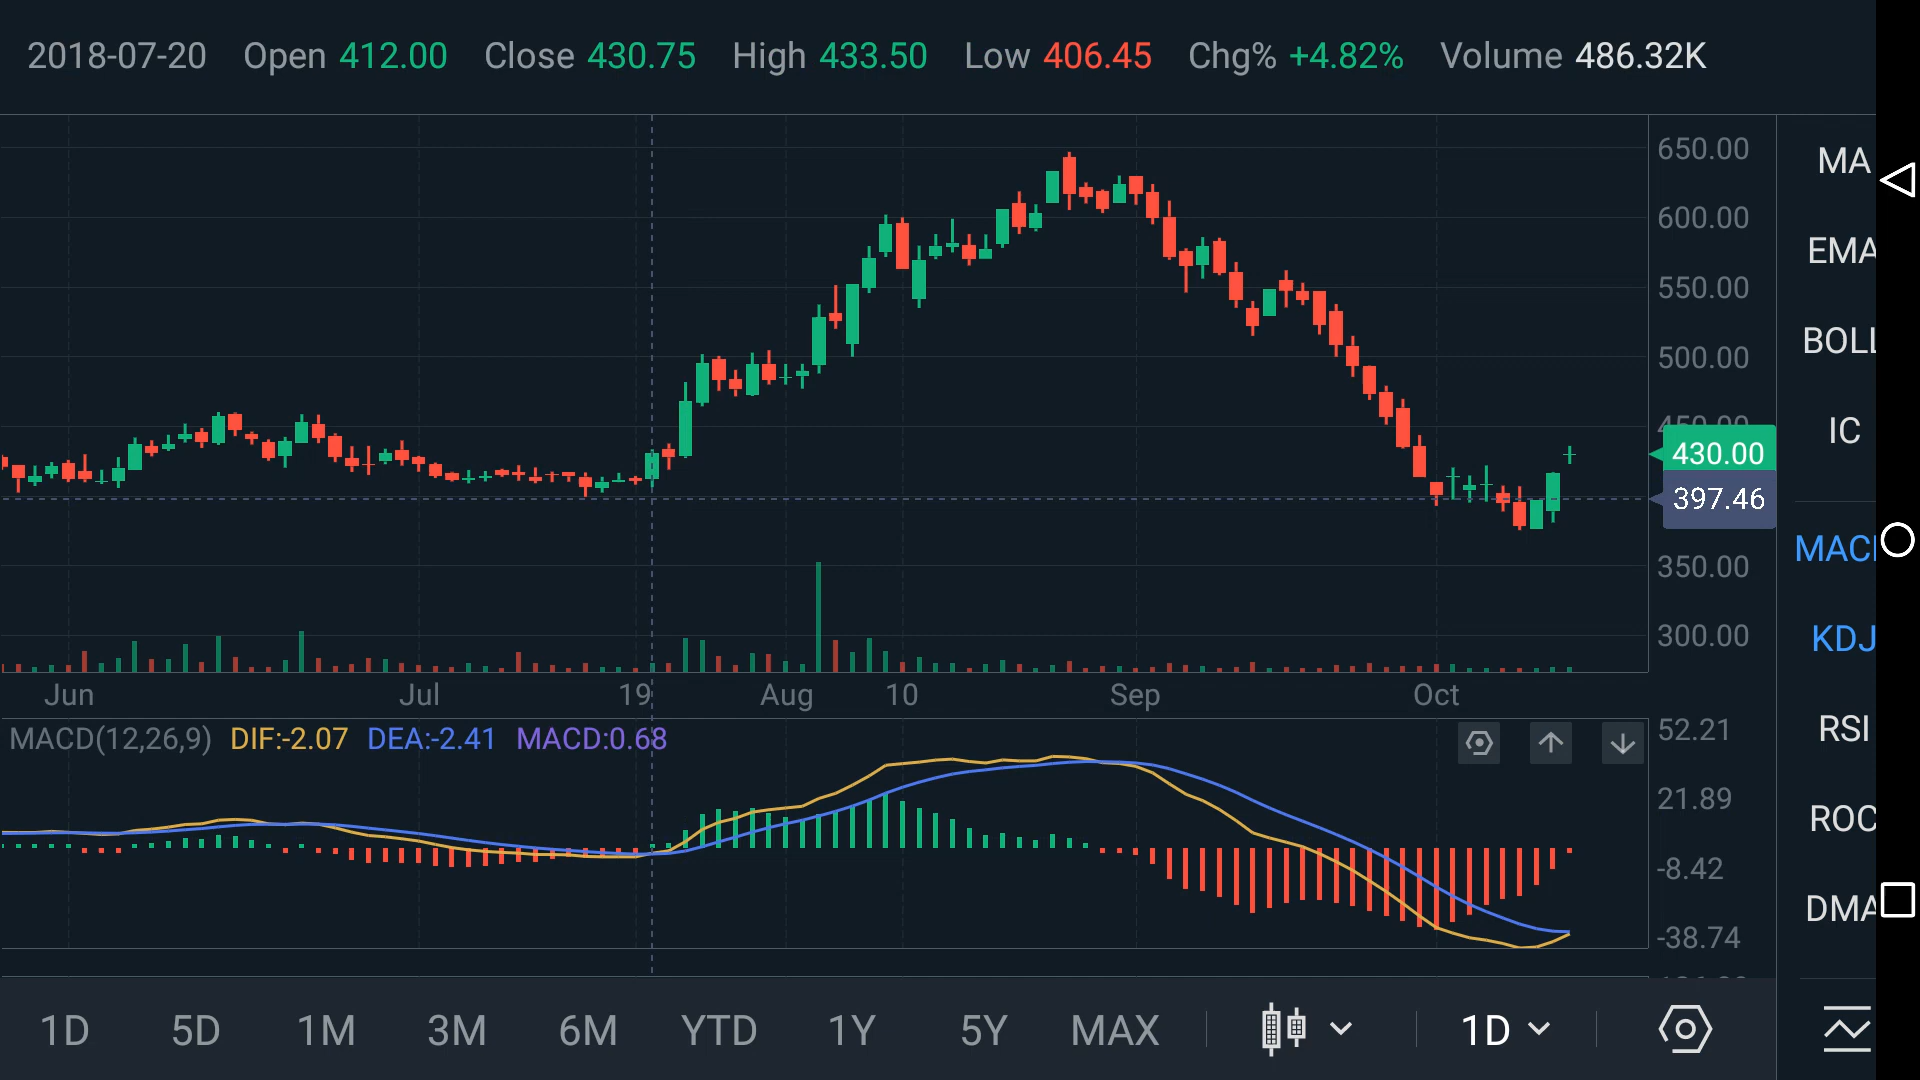 2018-07-20 Open 412.00 Close 430.75 High 433.50 Low 406.45 Chg% +4.82% Volume 486.32K
650.00
600.00
550.00
500.00
450.00
430.00
397.46
350.00
300.00
Jun Jul 19 Aug 10 Sep Oct
MACD(12,26,9) DIF:-2.07 DEA:-2.41 MACD:0.68
52.21
21.89
-8.42
-38.74
MA
EMA
BOLL
IC
MACD
KDJ
RSI
ROC
DMA
1D 5D 1M 3M 6M YTD 1Y 5Y MAX 1D